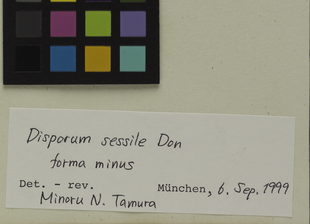 Disporum sessile Don
forma minus
Det. - rev. München, 6. Sep. 1999
Minoru N. Tamura